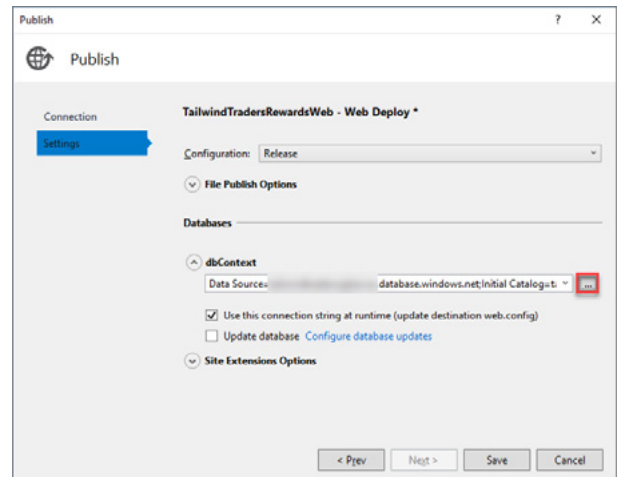 Publish
?
Publish
Connection
Settings
TailwindTradersRewardsWeb - Web Deploy *
Configuration: Release
File Publish Options
Databases
dbContext
Data Source= database.windows.net;Initial Catalog=t
...
Use this connection string at runtime (update destination web.config)
Update database Configure database updates
Site Extensions Options
< Prev Next > Save Cancel